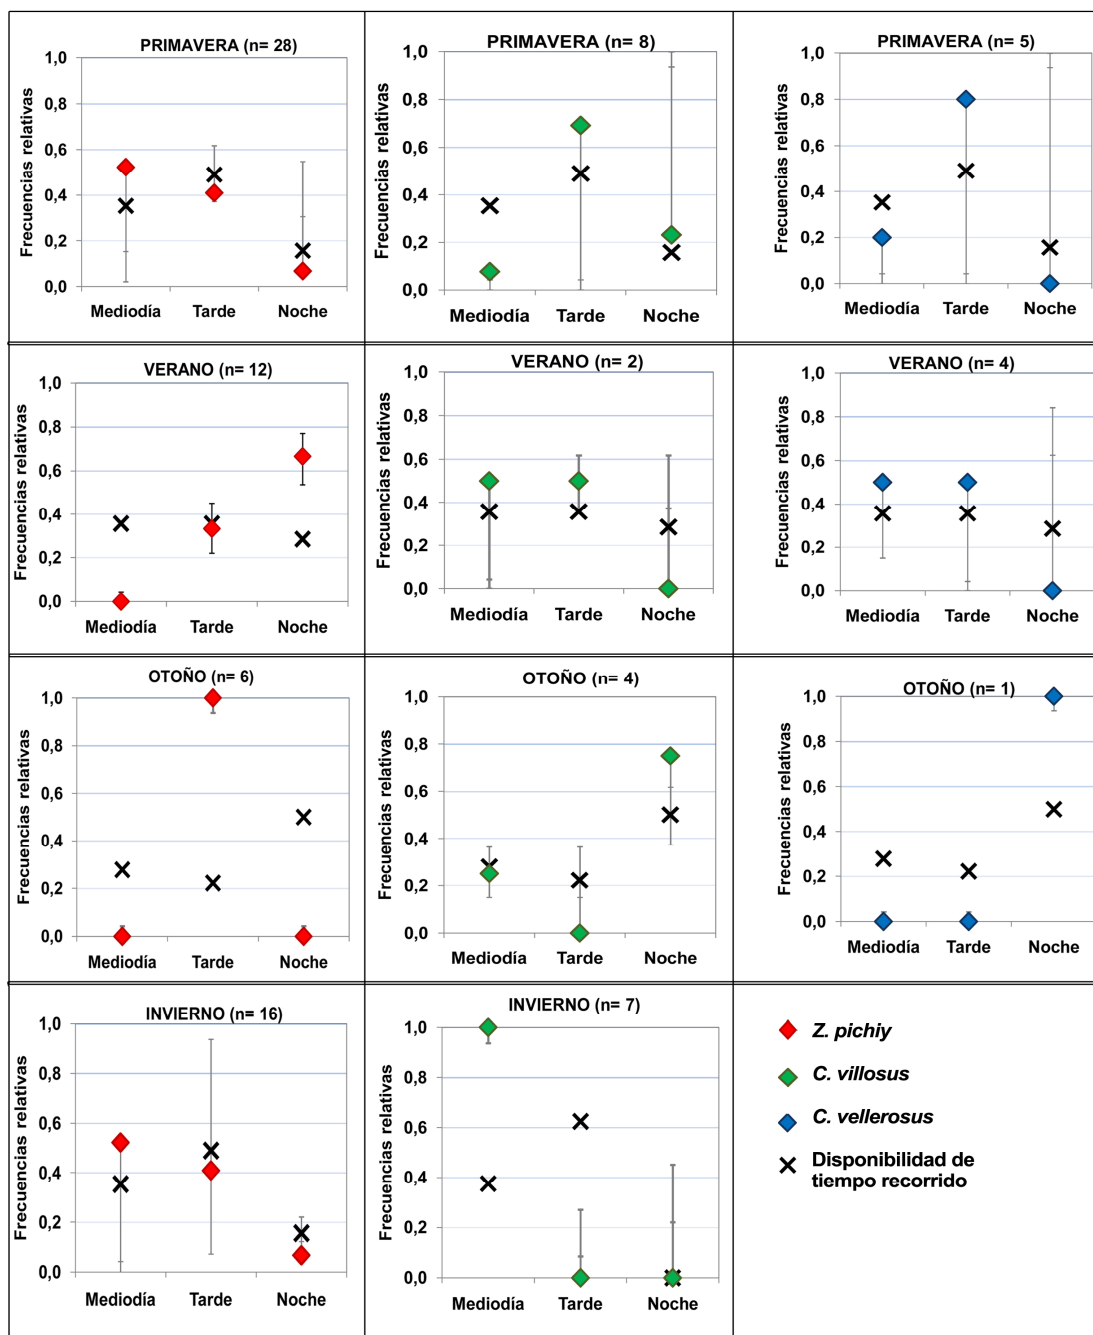 PRIMAVERA (n= 28)
Frecuencias relativas
1,0
0,8
0,6
0,4
0,2
0,0
Mediodía Tarde Noche
PRIMAVERA (n= 8)
Frecuencias relativas
1,0
0,8
0,6
0,4
0,2
0,0
Mediodía Tarde Noche
PRIMAVERA (n= 5)
Frecuencias relativas
1,0
0,8
0,6
0,4
0,2
0,0
Mediodía Tarde Noche
VERANO (n= 12)
Frecuencias relativas
1,0
0,8
0,6
0,4
0,2
0,0
Mediodía Tarde Noche
VERANO (n= 2)
Frecuencias relativas
1,0
0,8
0,6
0,4
0,2
0,0
Mediodía Tarde Noche
VERANO (n= 4)
Frecuencias relativas
1,0
0,8
0,6
0,4
0,2
0,0
Mediodía Tarde Noche
OTOÑO (n= 6)
Frecuencias relativas
1,0
0,8
0,6
0,4
0,2
0,0
Mediodía Tarde Noche
OTOÑO (n= 4)
Frecuencias relativas
1,0
0,8
0,6
0,4
0,2
0,0
Mediodía Tarde Noche
OTOÑO (n= 1)
Frecuencias relativas
1,0
0,8
0,6
0,4
0,2
0,0
Mediodía Tarde Noche
INVIERNO (n= 16)
Frecuencias relativas
1,0
0,8
0,6
0,4
0,2
0,0
Mediodía Tarde Noche
INVIERNO (n= 7)
Frecuencias relativas
1,0
0,8
0,6
0,4
0,2
0,0
Mediodía Tarde Noche
Z. pichiy
C. villosus
C. vellerosus
Disponibilidad de
tiempo recorrido